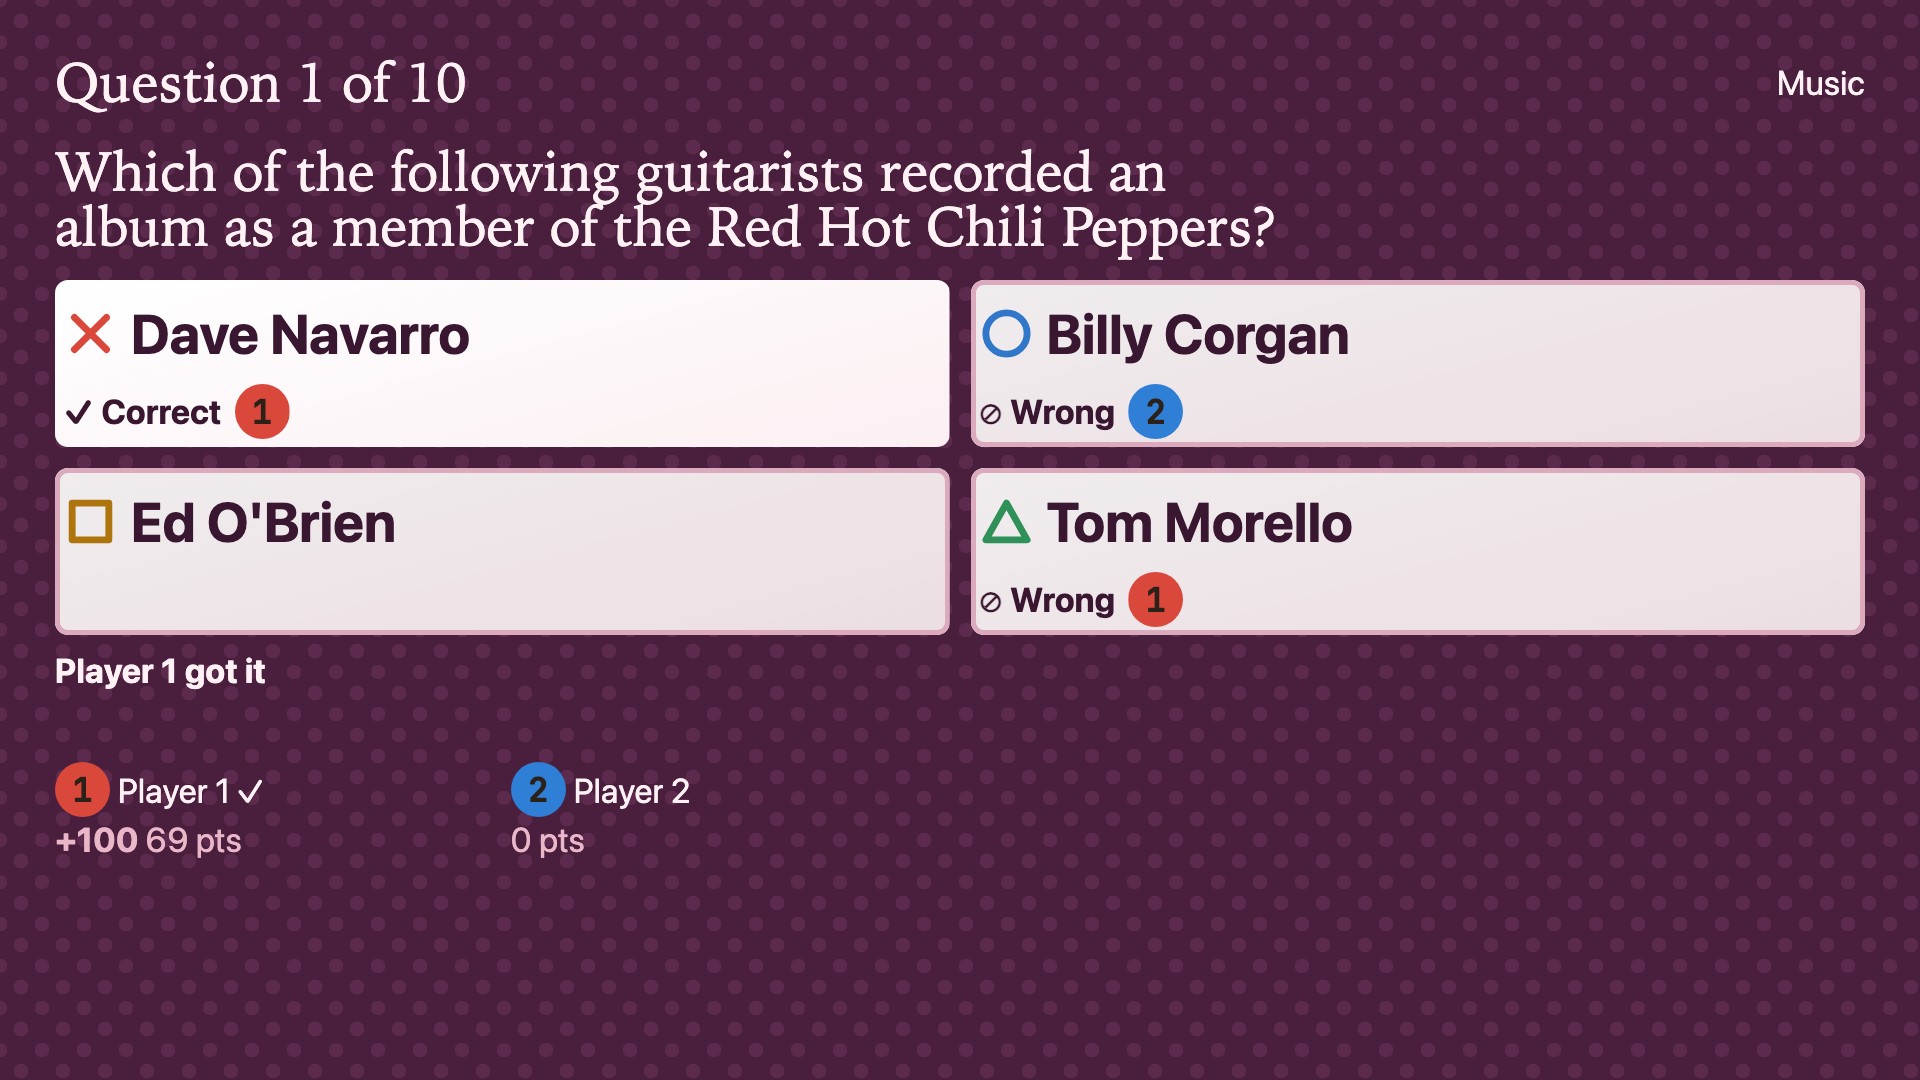 Question 1 of 10
Music
Which of the following guitarists recorded an
album as a member of the Red Hot Chili Peppers?
Dave Navarro
✓ Correct 1
Billy Corgan
⊘ Wrong 2
Ed O'Brien
Tom Morello
⊘ Wrong 1
Player 1 got it
1 Player 1 ✓
+100 69 pts
2 Player 2
0 pts